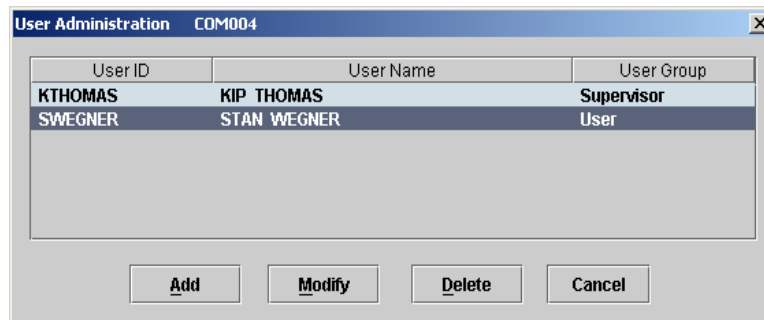 User Administration COM004
User ID User Name User Group
KTHOMAS KIP THOMAS Supervisor
SWEGNER STAN WEGNER User
Add Modify Delete Cancel